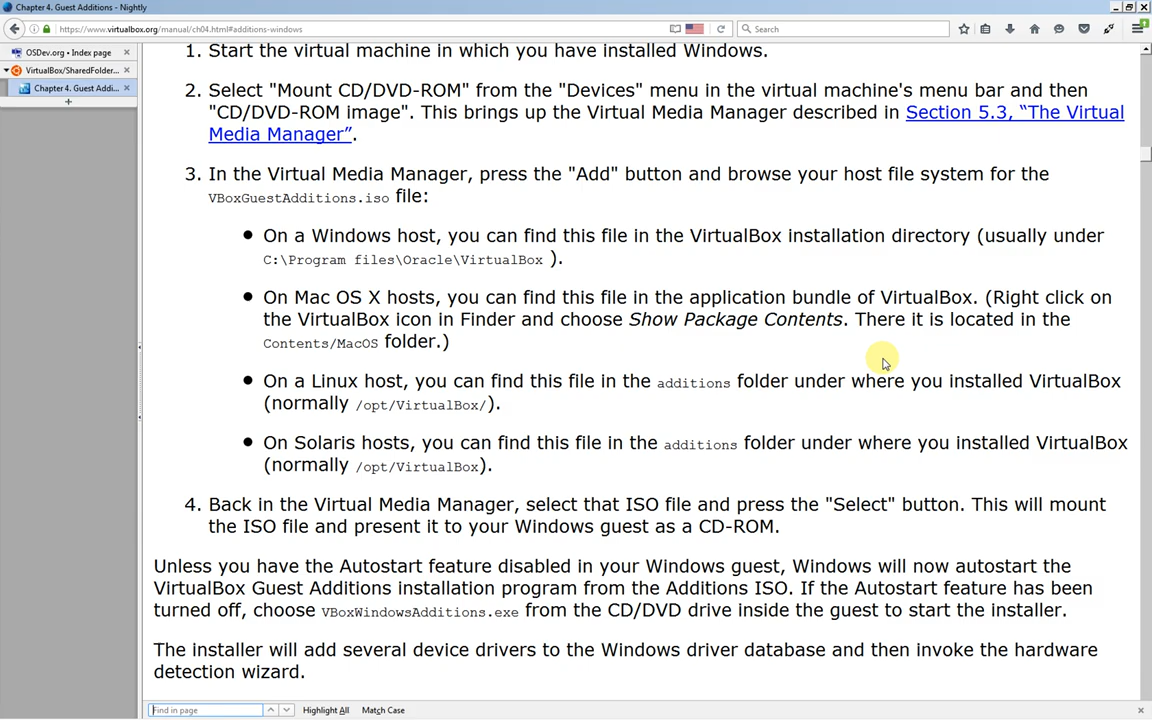 Chapter 4. Guest Additions - Nightly
https://www.virtualbox.org/manual/ch04.html#additions-windows
Search
OSDev.org • Index page
VirtualBox/SharedFolder...
Chapter 4. Guest Addi...
1. Start the virtual machine in which you have installed Windows.
2. Select "Mount CD/DVD-ROM" from the "Devices" menu in the virtual machine's menu bar and then
"CD/DVD-ROM image". This brings up the Virtual Media Manager described in Section 5.3, “The Virtual
Media Manager”.
3. In the Virtual Media Manager, press the "Add" button and browse your host file system for the
VBoxGuestAdditions.iso file:
• On a Windows host, you can find this file in the VirtualBox installation directory (usually under
C:\Program files\Oracle\VirtualBox ).
• On Mac OS X hosts, you can find this file in the application bundle of VirtualBox. (Right click on
the VirtualBox icon in Finder and choose Show Package Contents. There it is located in the
Contents/MacOS folder.)
• On a Linux host, you can find this file in the additions folder under where you installed VirtualBox
(normally /opt/VirtualBox/).
• On Solaris hosts, you can find this file in the additions folder under where you installed VirtualBox
(normally /opt/VirtualBox).
4. Back in the Virtual Media Manager, select that ISO file and press the "Select" button. This will mount
the ISO file and present it to your Windows guest as a CD-ROM.
Unless you have the Autostart feature disabled in your Windows guest, Windows will now autostart the
VirtualBox Guest Additions installation program from the Additions ISO. If the Autostart feature has been
turned off, choose VBoxWindowsAdditions.exe from the CD/DVD drive inside the guest to start the installer.
The installer will add several device drivers to the Windows driver database and then invoke the hardware
detection wizard.
Find in page
Highlight All
Match Case